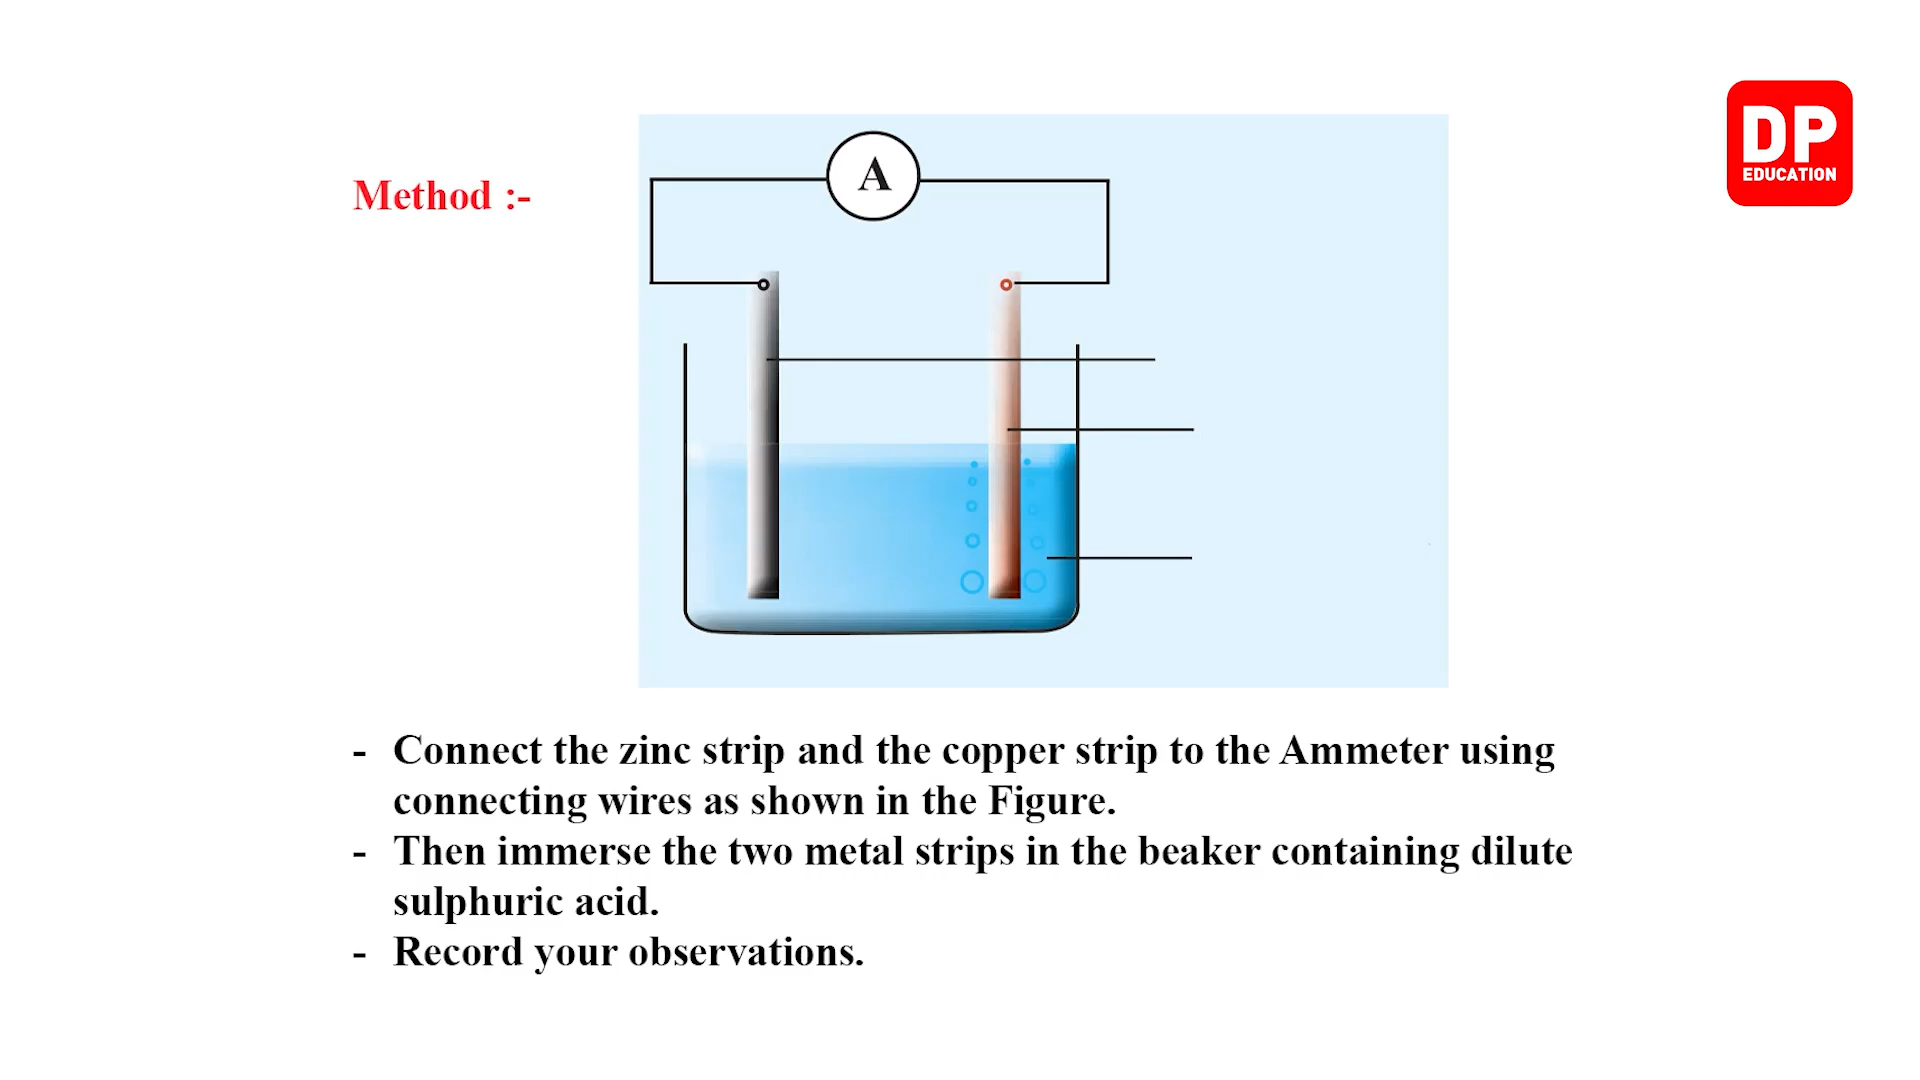 DP
EDUCATION
A
Method :-
- Connect the zinc strip and the copper strip to the Ammeter using
connecting wires as shown in the Figure.
- Then immerse the two metal strips in the beaker containing dilute
sulphuric acid.
- Record your observations.